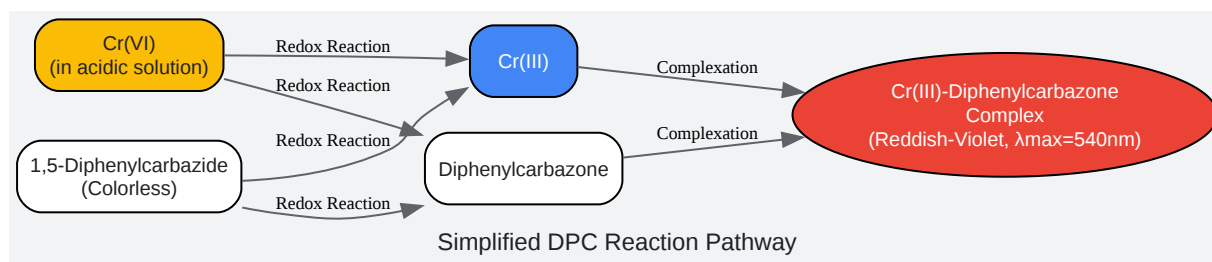 Cr(VI)
(in acidic solution)
Redox Reaction
Redox Reaction
Redox Reaction
Redox Reaction
1,5-Diphenylcarbazide
(Colorless)
Cr(III)
Diphenylcarbazone
Complexation
Complexation
Cr(III)-Diphenylcarbazone
Complex
(Reddish-Violet, λmax=540nm)
Simplified DPC Reaction Pathway